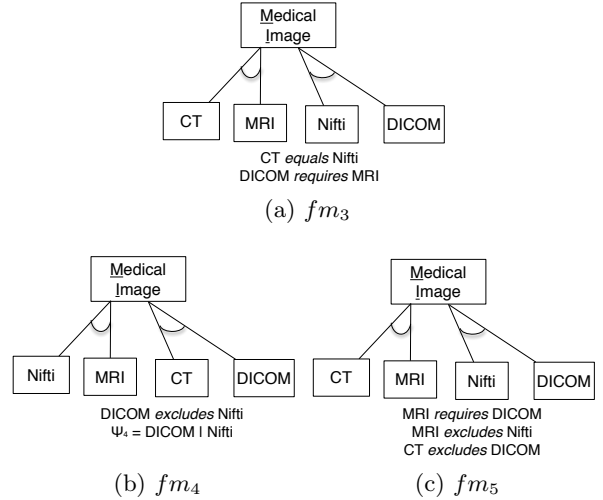 Medical
Image
CT
MRI
Nifti
DICOM
CT equals Nifti
DICOM requires MRI
(a) fm₃
Medical
Image
Nifti
MRI
CT
DICOM
DICOM excludes Nifti
Ψ₄ = DICOM | Nifti
(b) fm₄
Medical
Image
CT
MRI
Nifti
DICOM
MRI requires DICOM
MRI excludes Nifti
CT excludes DICOM
(c) fm₅